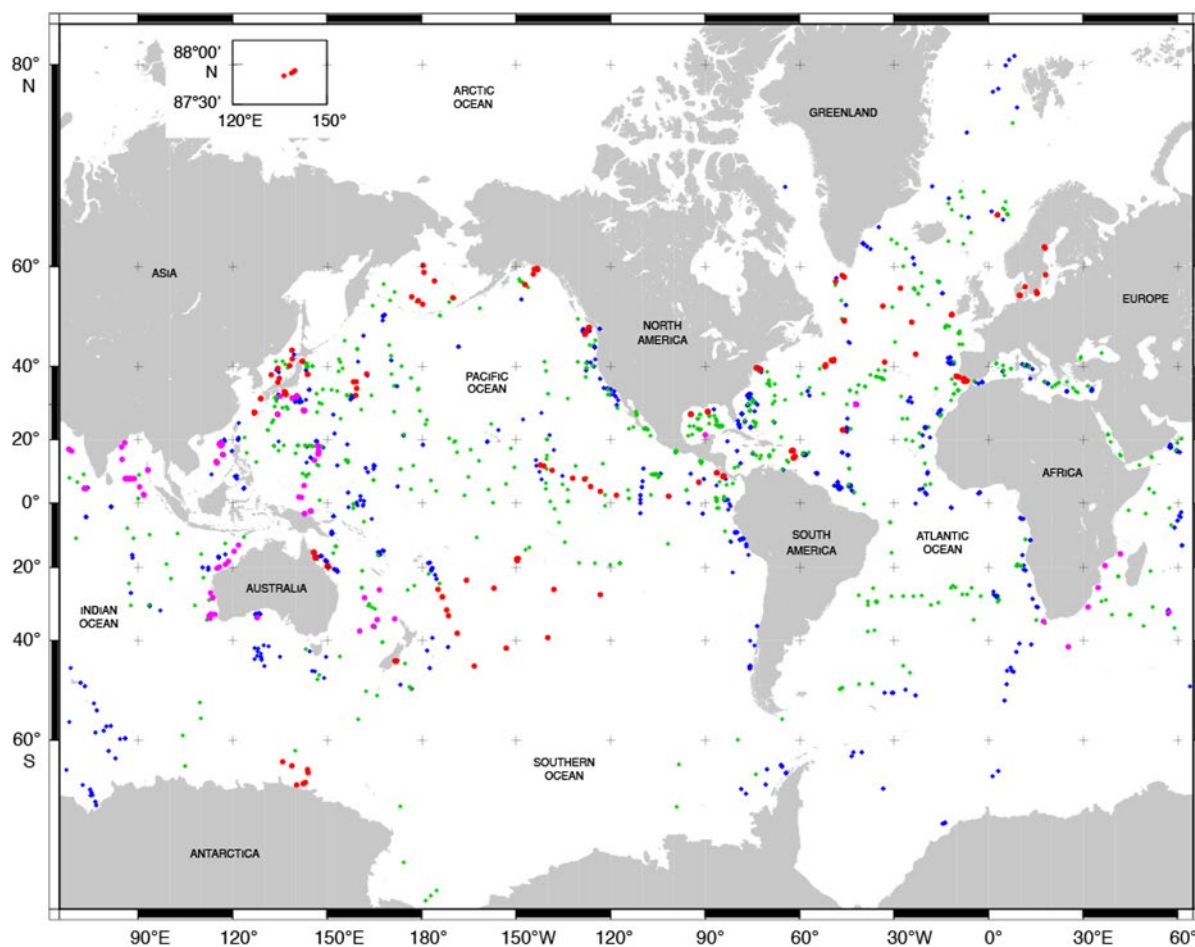 88°00'
N
87°30'
120°E 150°
80°
N
ARCTIC
OCEAN
GREENLAND
60°
ASIA
EUROPE
NORTH
AMERICA
40°
PACIFIC
OCEAN
20°
AFRICA
0°
SOUTH
AMERICA
ATLANTIC
OCEAN
20°
AUSTRALIA
INDIAN
OCEAN
40°
60°
S
SOUTHERN
OCEAN
ANTARCTICA
90°E 120° 150°E 180° 150°W 120° 90°W 60° 30°W 0° 30°E 60°